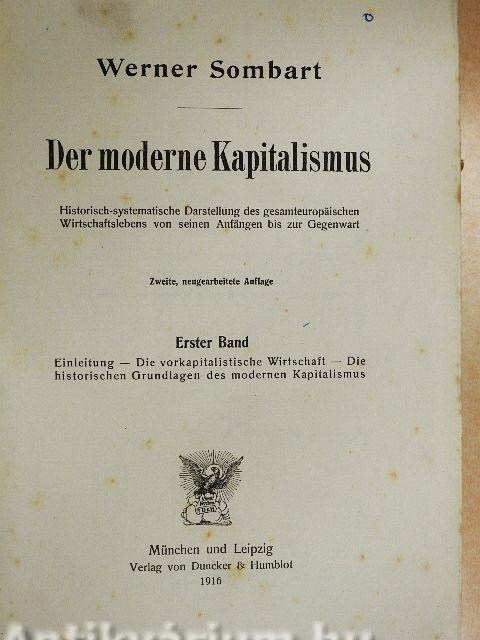 Werner Sombart
Der moderne Kapitalismus
Historisch-systematische Darstellung des gesamteuropäischen
Wirtschaftslebens von seinen Anfängen bis zur Gegenwart
Zweite, neugearbeitete Auflage
Erster Band
Einleitung — Die vorkapitalistische Wirtschaft — Die
historischen Grundlagen des modernen Kapitalismus
München und Leipzig
Verlag von Duncker & Humblot
1916
Antikvárium.hu